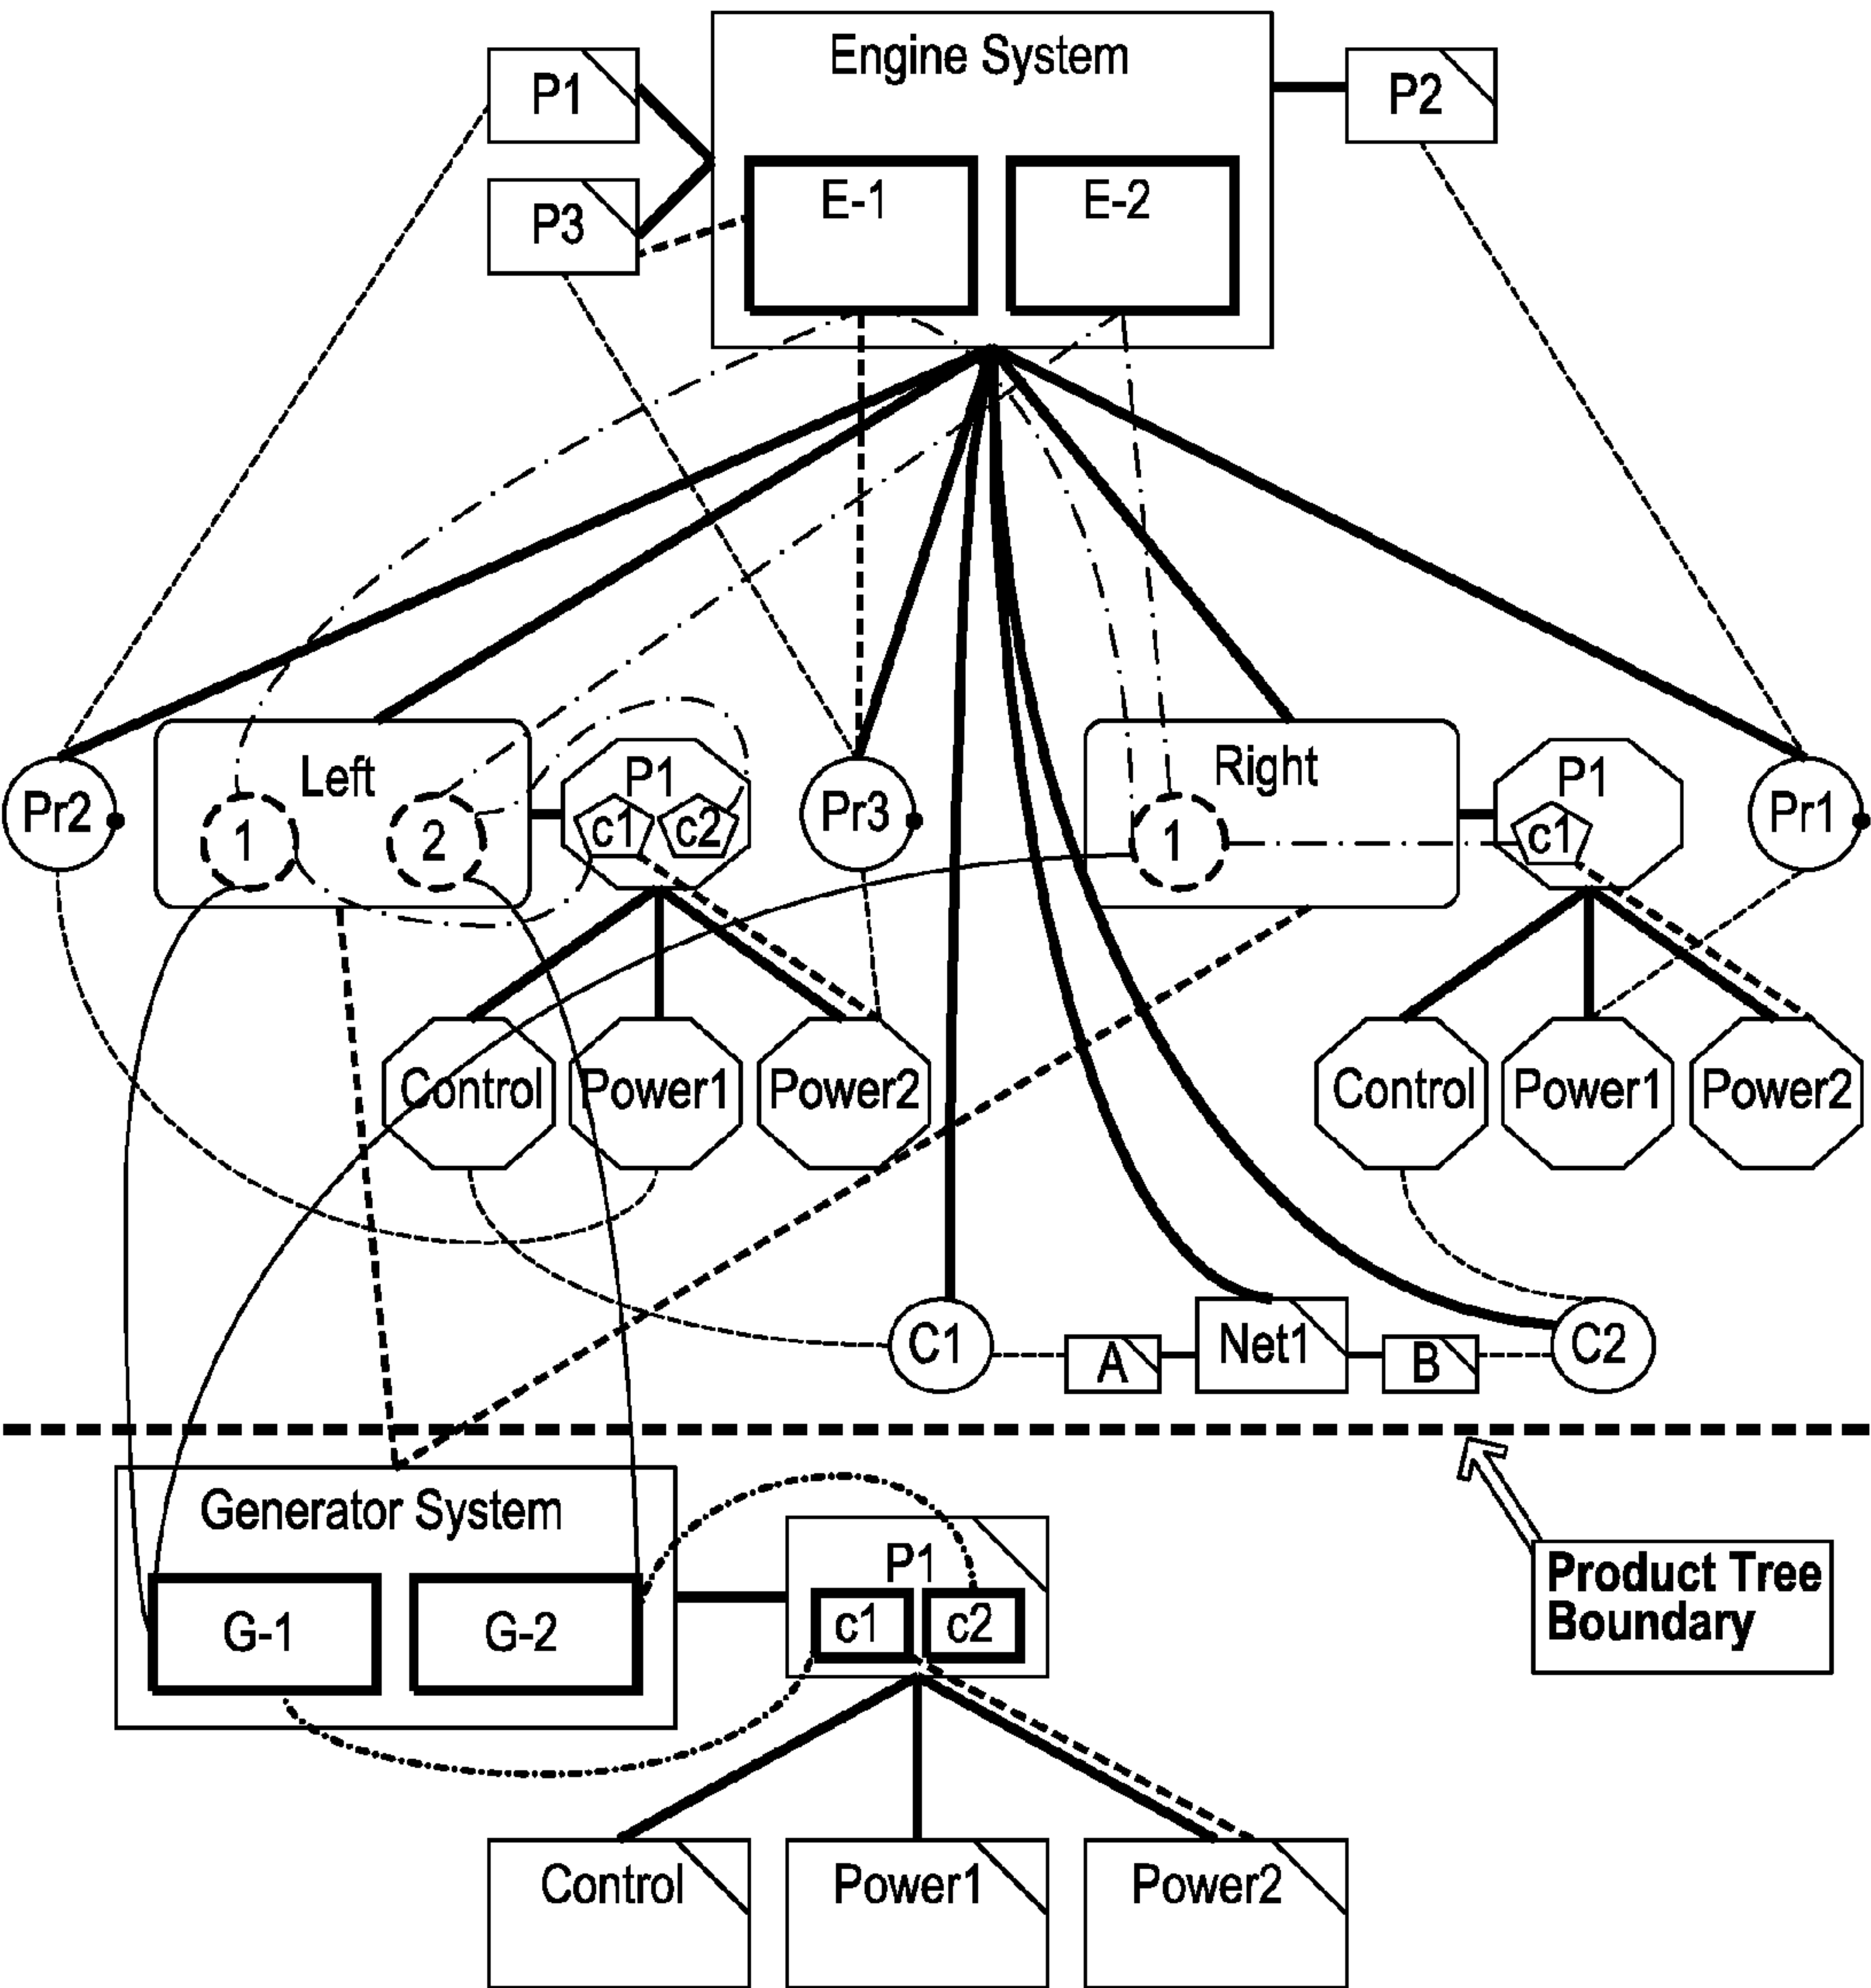 Engine System
P1
P2
P3
E-1
E-2
Left
P1
Right
P1
Pr2
1
2
c1
c2
Pr3
1
c1
Pr1
Control
Power1
Power2
Control
Power1
Power2
C1
A
Net1
B
C2
Generator System
P1
G-1
G-2
c1
c2
Product Tree
Boundary
Control
Power1
Power2